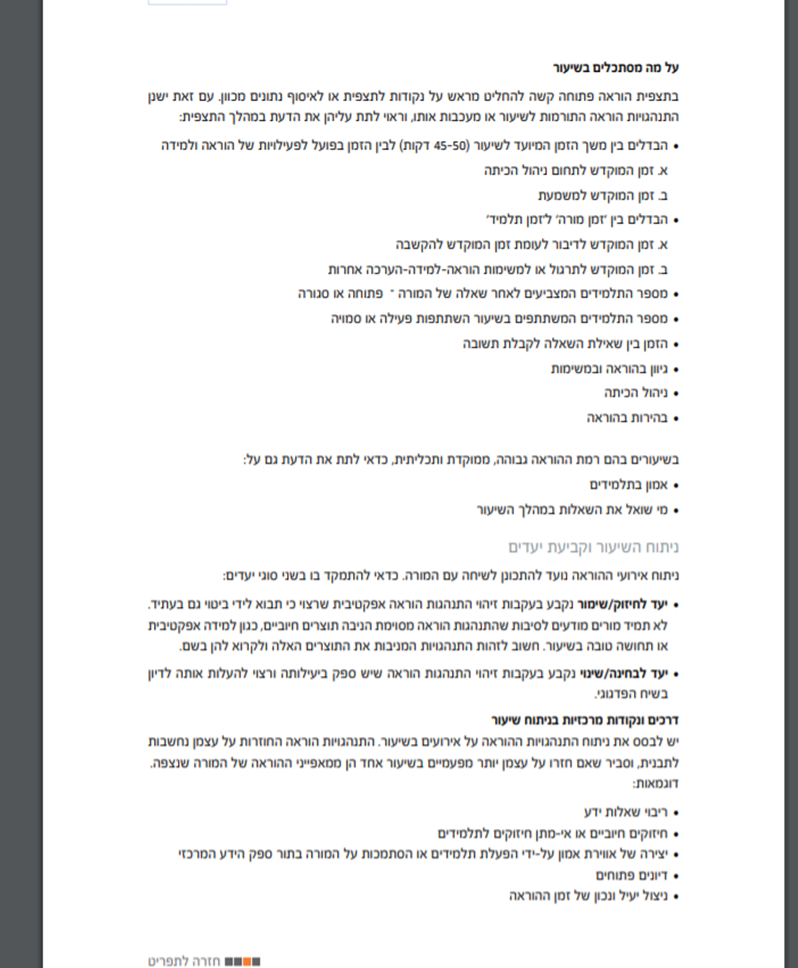 על מה מסתכלים בשיעור
בתצפית הוראה פתוחה קשה להחליט מראש על נקודות לתצפית או לאיסוף נתונים מכוון. עם זאת ישנן
התנהגויות הוראה התורמות לשיעור או מעכבות אותו, וראוי לתת עליהן את הדעת במהלך התצפית:
• הבדלים בין משך הזמן המיועד לשיעור (45-50 דקות) לבין הזמן בפועל לפעילויות של הוראה ולמידה
א. זמן המוקדש לתחום ניהול הכיתה
ב. זמן המוקדש למשמעת
• הבדלים בין 'זמן מורה' ל'זמן תלמיד'
א. זמן המוקדש לדיבור לעומת זמן המוקדש להקשבה
ב. זמן המוקדש לתרגול או למשימות הוראה-למידה-הערכה אחרות
• מספר התלמידים המצביעים לאחר שאלה של המורה - פתוחה או סגורה
• מספר התלמידים המשתתפים בשיעור השתתפות פעילה או סמויה
• הזמן בין שאילת השאלה לקבלת תשובה
• גיוון בהוראה ובמשימות
• ניהול הכיתה
• בהירות בהוראה
בשיעורים בהם רמת ההוראה גבוהה, ממוקדת ותכליתית, כדאי לתת את הדעת גם על:
• אמון בתלמידים
• מי שואל את השאלות במהלך השיעור
ניתוח השיעור וקביעת יעדים
ניתוח אירועי ההוראה נועד להתכונן לשיחה עם המורה. כדאי להתמקד בו בשני סוגי יעדים:
• יעד לחיזוק/שימור נקבע בעקבות זיהוי התנהגות הוראה אפקטיבית שרצוי כי תבוא לידי ביטוי גם בעתיד.
לא תמיד מורים מודעים לסיבות שהתנהגות הוראה מסוימת הניבה תוצרים חיוביים, כגון למידה אפקטיבית
או תחושה טובה בשיעור. חשוב לזהות התנהגויות המניבות את התוצרים האלה ולקרוא להן בשם.
• יעד לבחינה/שינוי נקבע בעקבות זיהוי התנהגות הוראה שיש ספק ביעילותה ורצוי להעלות אותה לדיון
בשיח הפדגוגי.
דרכים ונקודות מרכזיות בניתוח שיעור
יש לבסס את ניתוח התנהגויות ההוראה על אירועים בשיעור. התנהגויות הוראה החוזרות על עצמן נחשבות
לתבנית, וסביר שאם חזרו על עצמן יותר מפעמיים בשיעור אחד הן ממאפייני ההוראה של המורה שנצפה.
דוגמאות:
• ריבוי שאלות ידע
• חיזוקים חיוביים או אי-מתן חיזוקים לתלמידים
• יצירה של אווירת אמון על-ידי הפעלת תלמידים או הסתמכות על המורה בתור ספק הידע המרכזי
• דיונים פתוחים
• ניצול יעיל ונכון של זמן ההוראה
חזרה לתפריט